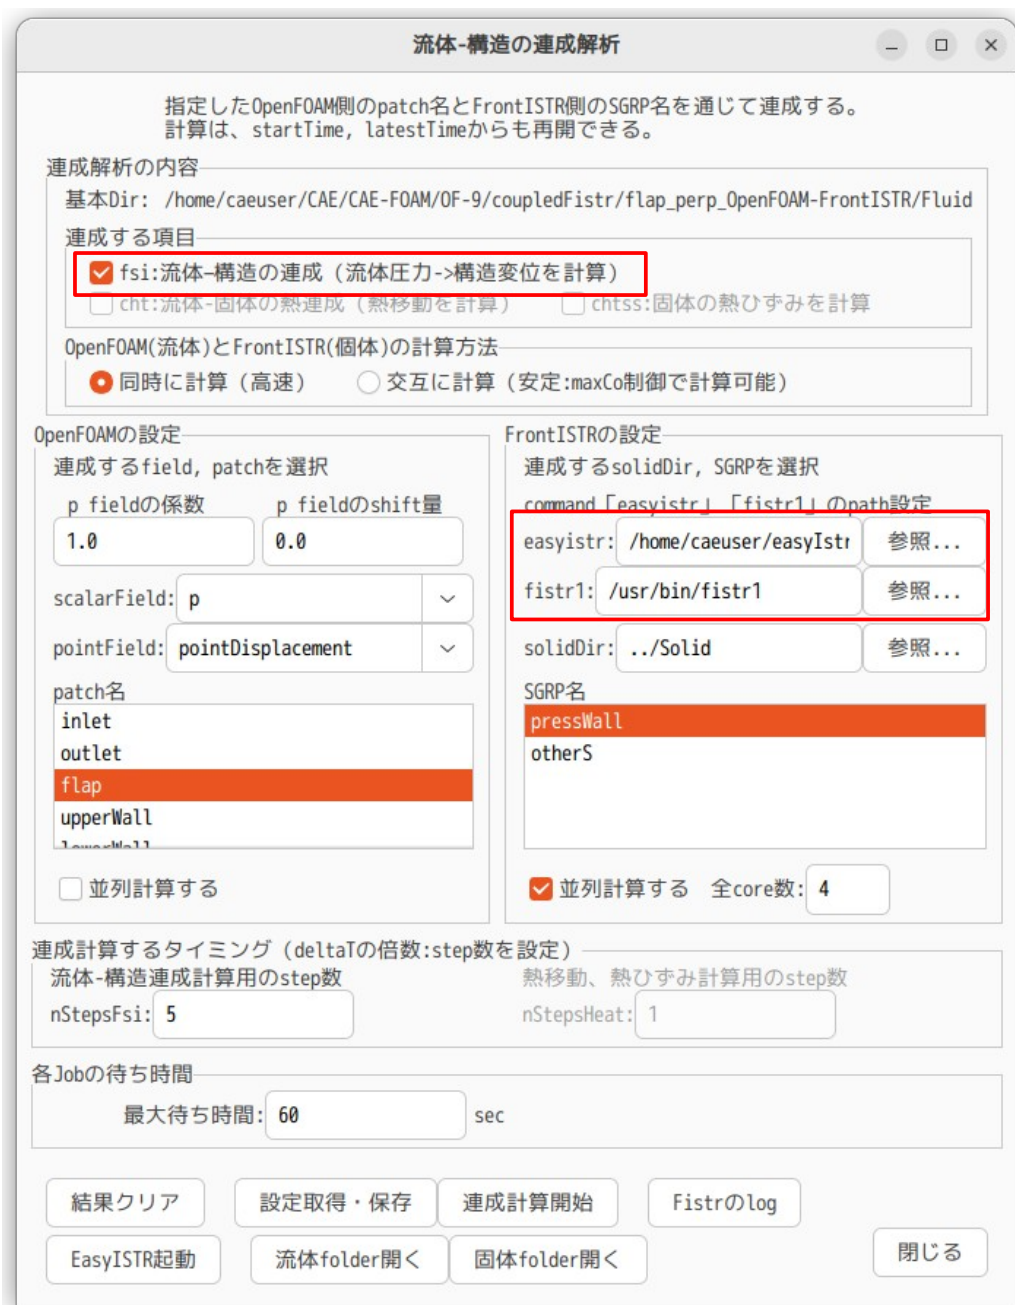 流体-構造の連成解析
指定したOpenFOAM側のpatch名とFrontISTR側のSGRP名を通じて連成する。
計算は、startTime, latestTimeからも再開できる。
連成解析の内容
基本Dir: /home/caeuser/CAE/CAE-FOAM/OF-9/coupledFistr/flap_perp_OpenFOAM-FrontISTR/Fluid
連成する項目
fsi:流体-構造の連成（流体圧力->構造変位を計算）
cht:流体-固体の熱連成（熱移動を計算） chtss:固体の熱ひずみを計算
OpenFOAM(流体)とFrontISTR(個体)の計算方法
同時に計算（高速） 交互に計算（安定:maxCo制御で計算可能）
OpenFOAMの設定
連成するfield, patchを選択
p fieldの係数 p fieldのshift量
1.0 0.0
scalarField: p
pointField: pointDisplacement
patch名
inlet
outlet
flap
upperWall
lowerWall
並列計算する
FrontISTRの設定
連成するsolidDir, SGRPを選択
command「easyistr」「fistr1」のpath設定
easyistr: /home/caeuser/easyIstr 参照...
fistr1: /usr/bin/fistr1 参照...
solidDir: ../Solid 参照...
SGRP名
pressWall
otherS
並列計算する 全core数: 4
連成計算するタイミング（deltaTの倍数:step数を設定）
流体-構造連成計算用のstep数 熱移動、熱ひずみ計算用のstep数
nStepsFsi: 5 nStepsHeat: 1
各Jobの待ち時間
最大待ち時間: 60 sec
結果クリア 設定取得・保存 連成計算開始 Fistrのlog
EasyISTR起動 流体folder開く 固体folder開く 閉じる